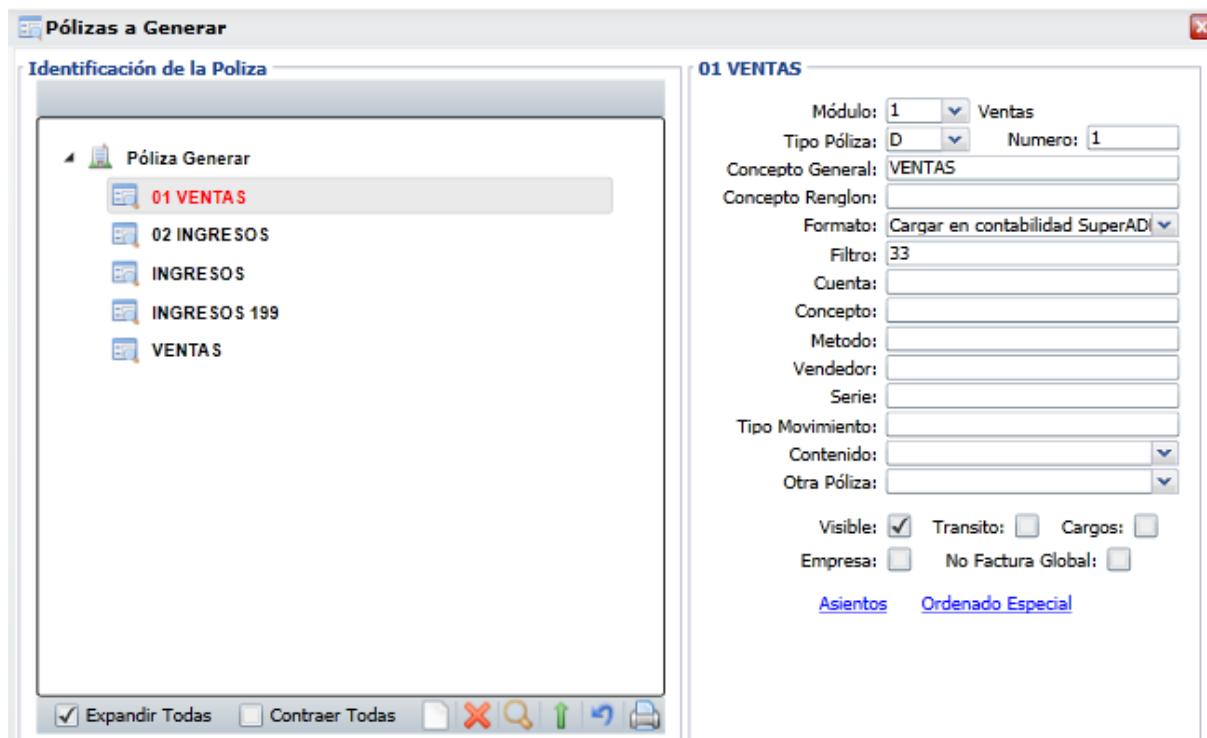 Pólizas a Generar
Identificación de la Poliza
Póliza Generar
01 VENTAS
02 INGRESOS
INGRESOS
INGRESOS 199
VENTAS
Expandir Todas Contraer Todas
01 VENTAS
Módulo: 1 Ventas
Tipo Póliza: D Numero: 1
Concepto General: VENTAS
Concepto Renglon:
Formato: Cargar en contabilidad SuperAD
Filtro: 33
Cuenta:
Concepto:
Metodo:
Vendedor:
Serie:
Tipo Movimiento:
Contenido:
Otra Póliza:
Visible: Transito: Cargos:
Empresa: No Factura Global:
Asientos Ordenado Especial